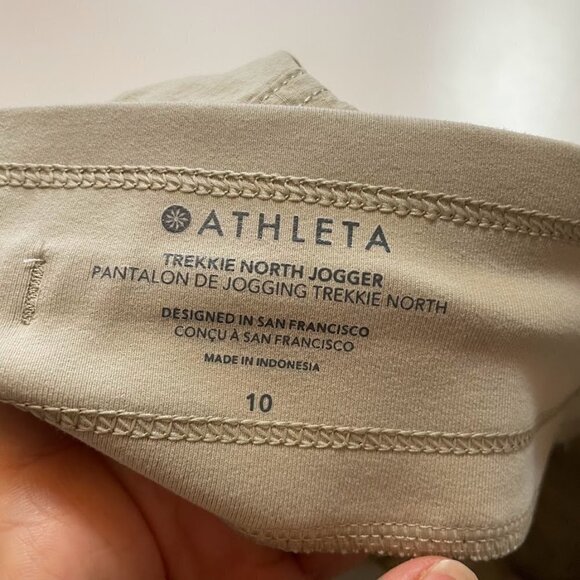 ATHLETA
TREKKIE NORTH JOGGER
PANTALON DE JOGGING TREKKIE NORTH
DESIGNED IN SAN FRANCISCO
CONÇU À SAN FRANCISCO
MADE IN INDONESIA
10